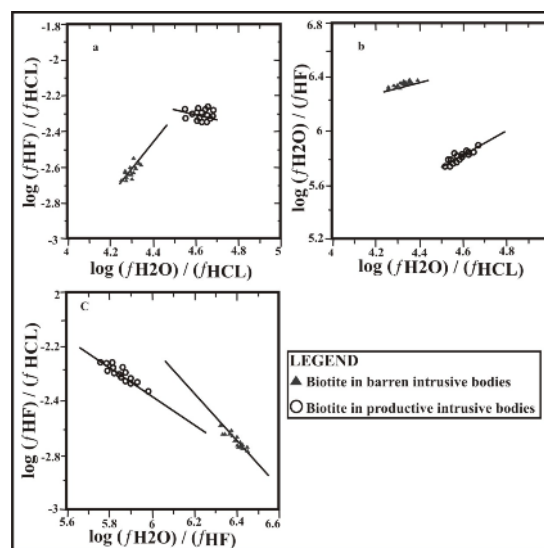 a
-1.8
-2
-2.2
-2.4
-2.6
-2.8
-3
log (fHF) / (fHCL)
4 4.2 4.4 4.6 4.8 5
log (fH2O) / (fHCL)
b
6.8
6.4
6
5.6
5.2
log (fH2O) / (fHF)
4 4.2 4.4 4.6 4.8
log (fH2O) / (fHCL)
C
-2
-2.2
-2.4
-2.6
-2.8
-3
log (fHF) / (fHCL)
5.6 5.8 6 6.2 6.4 6.6
log (fH2O) / (fHF)
LEGEND
Biotite in barren intrusive bodies
Biotite in productive intrusive bodies